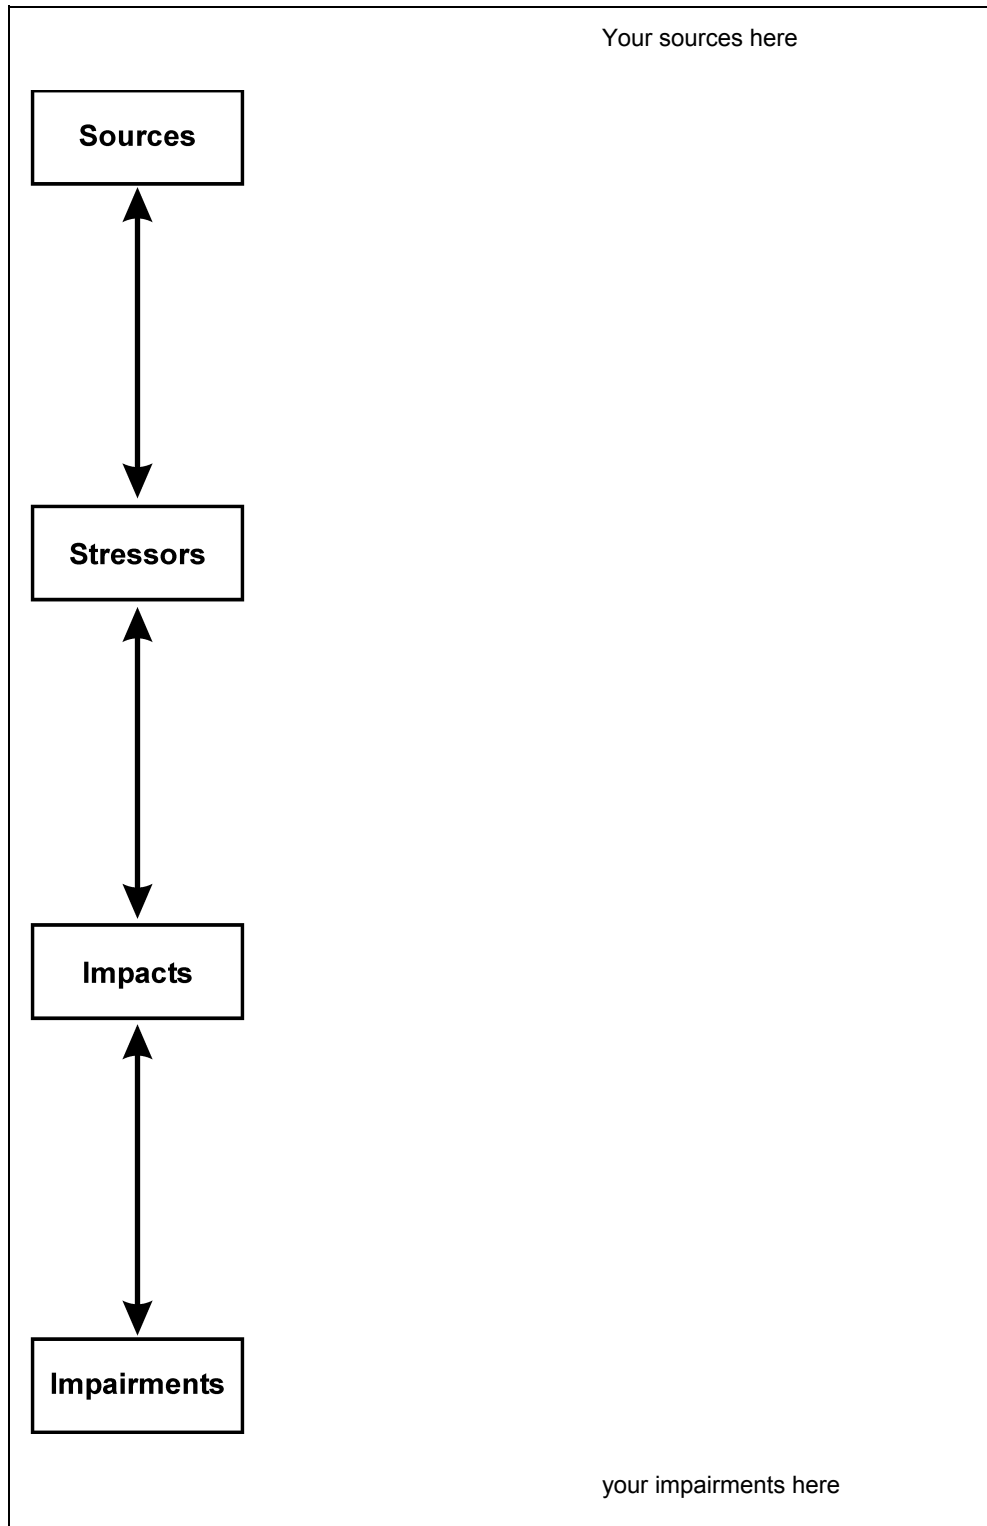 Your sources here
Sources
Stressors
Impacts
Impairments
your impairments here